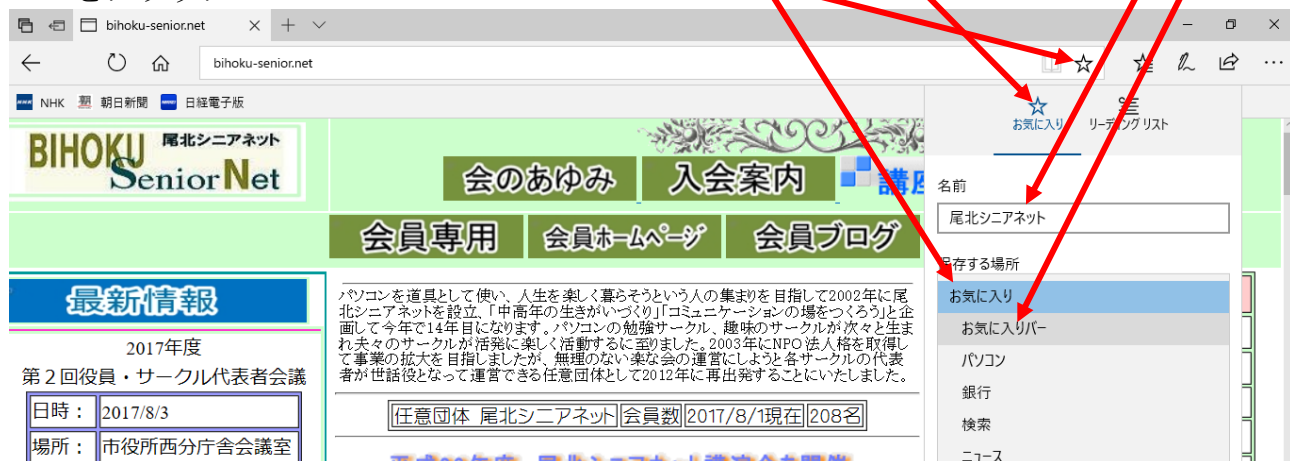 bihoku-senior.net
bihoku-senior.net
NHK 朝日新聞 日経電子版
お気に入り リーディング リスト
BIHOKU 尾北シニアネット
Senior Net
会のあゆみ 入会案内 講座
名前
尾北シニアネット
会員専用 会員ホームページ 会員ブログ
保存する場所
最新情報
お気に入り
お気に入りバー
パソコン
銀行
検索
ニュース
パソコンを道具として使い、人生を楽しく暮らそうという人の集まりを目指して2002年に尾
北シニアネットを設立、「中高年の生きがいづくり」「コミュニケーションの場をつくろう」と企
画して今年で14年目になります。パソコンの勉強サークル、趣味のサークルが次々と生ま
れ夫々のサークルが活発に楽しく活動するに至りました。2003年にNPO法人格を取得し
て事業の拡大を目指しましたが、無理のない楽な会の運営にしようと各サークルの代表
者が世話役となって運営できる任意団体として2012年に再出発することにいたしました。
2017年度
第2回役員・サークル代表者会議
日時： 2017/8/3
場所： 市役所西分庁舎会議室
任意団体 尾北シニアネット 会員数 2017/8/1現在 208名